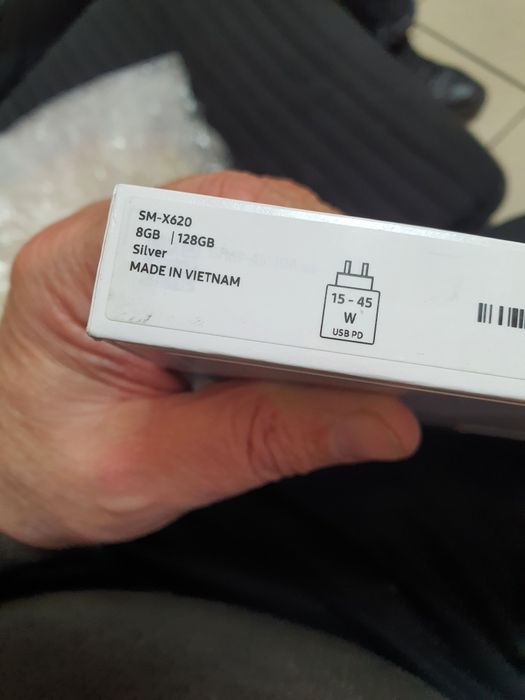 SM-X620
8GB | 128GB
Silver
MADE IN VIETNAM
15 - 45
W
USB PD